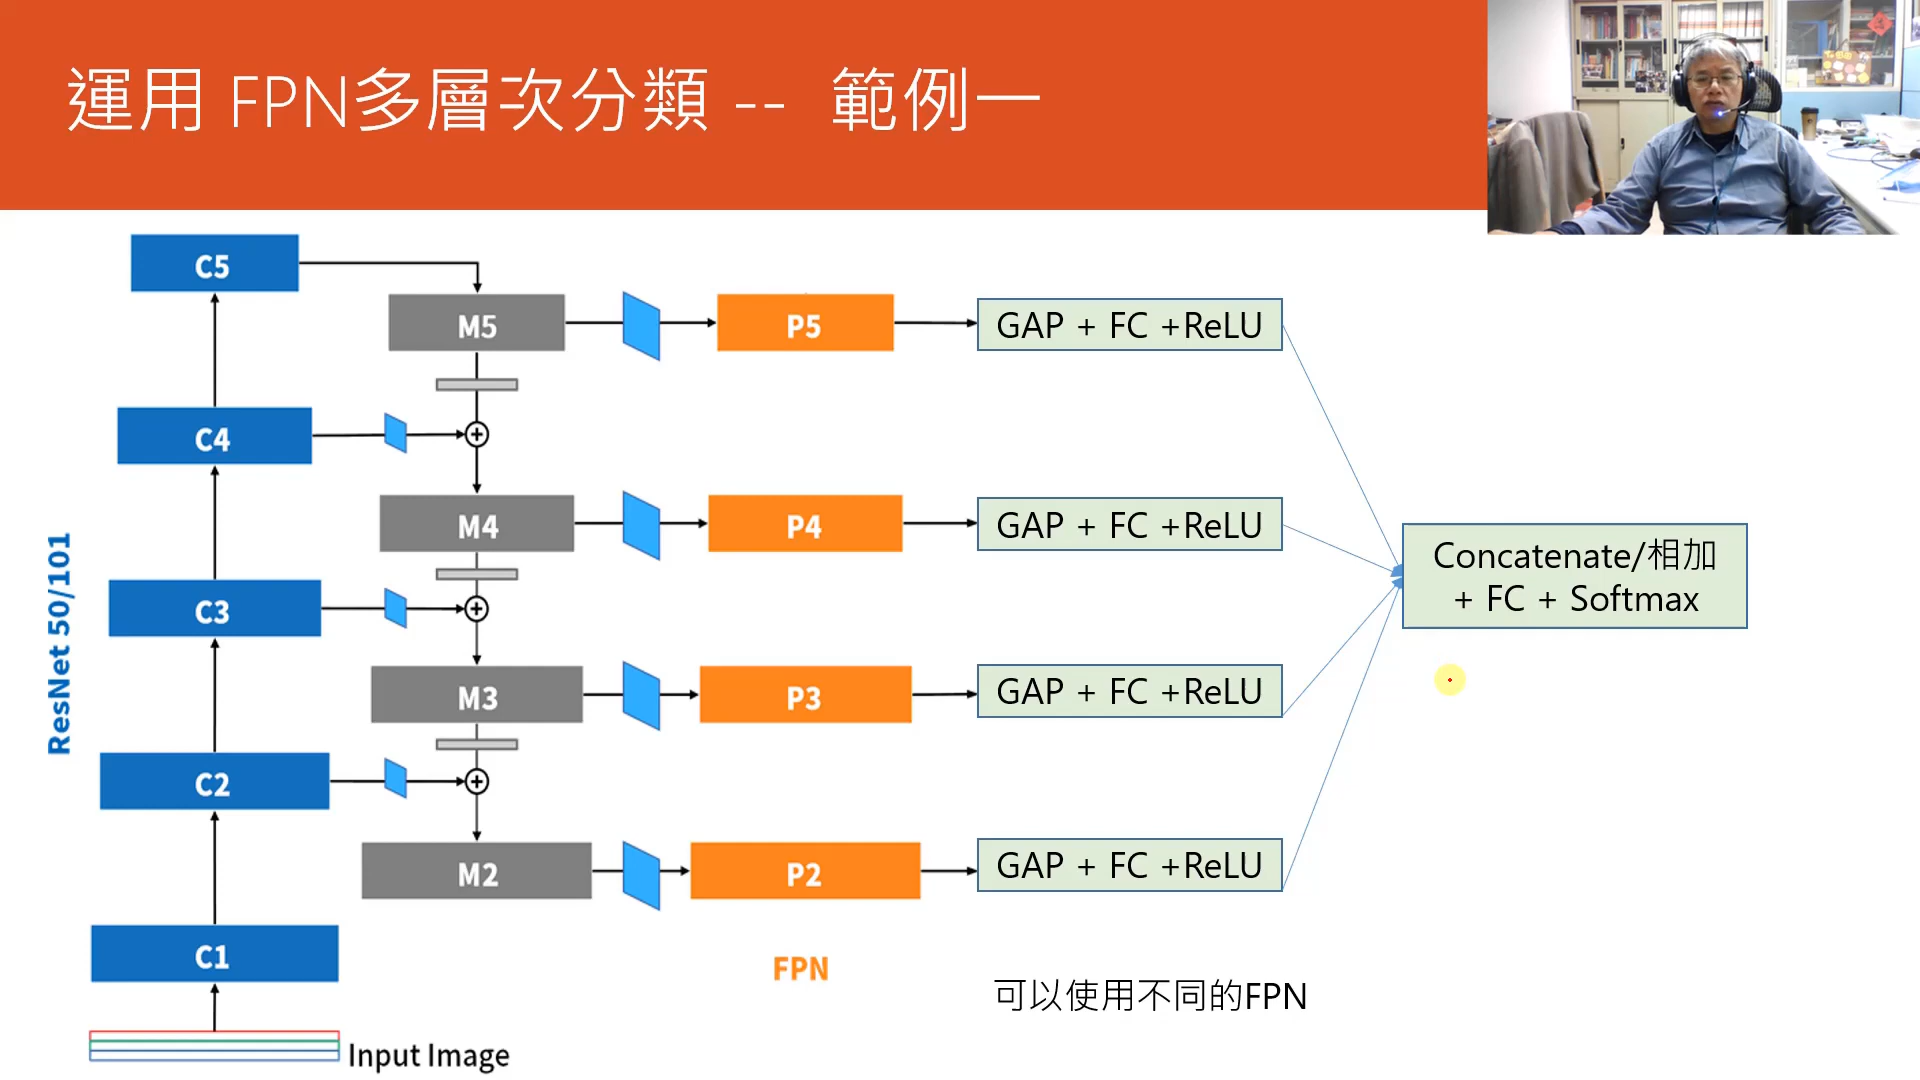 運用 FPN多層次分類 -- 範例一
C5
M5
P5
GAP + FC +ReLU
C4
M4
P4
GAP + FC +ReLU
Concatenate/相加
+ FC + Softmax
ResNet 50/101
C3
M3
P3
GAP + FC +ReLU
C2
M2
P2
GAP + FC +ReLU
C1
FPN
可以使用不同的FPN
Input Image